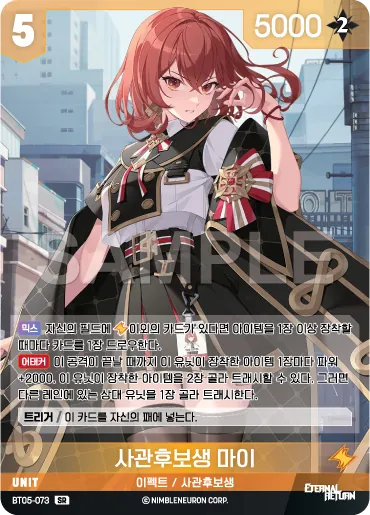 5
5000 2
SAMPLE
믹스 자신의 필드에 이외의 카드가 있다면 아이템을 1장 이상 장착할
때마다 카드를 1장 드로우한다.
어태커 이 공격이 끝날 때까지 이 유닛이 장착한 아이템 1장마다 파워
+2000. 이 유닛이 장착한 아이템을 2장 골라 트래시할 수 있다. 그러면
다른 레인에 있는 상대 유닛을 1장 골라 트래시한다.
트리거 / 이 카드를 자신의 패에 넣는다.
사관후보생 마이
UNIT
이펙트 / 사관후보생
BT05-073 SR
© NIMBLENEURON CORP.
ETERNAL
RETURN